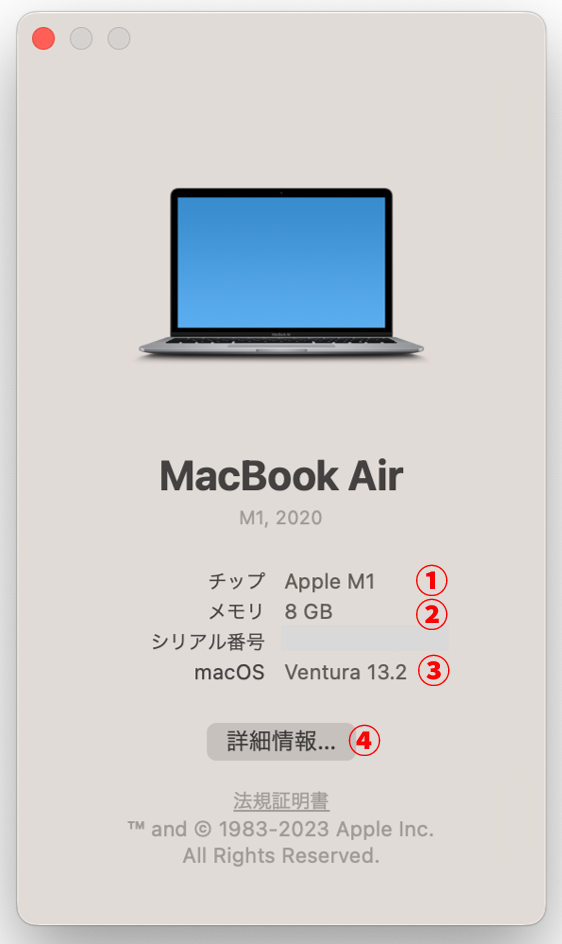 MacBook Air
M1, 2020
チップ Apple M1 ①
メモリ 8 GB ②
シリアル番号
macOS Ventura 13.2 ③
詳細情報... ④
法規証明書
™ and © 1983-2023 Apple Inc.
All Rights Reserved.